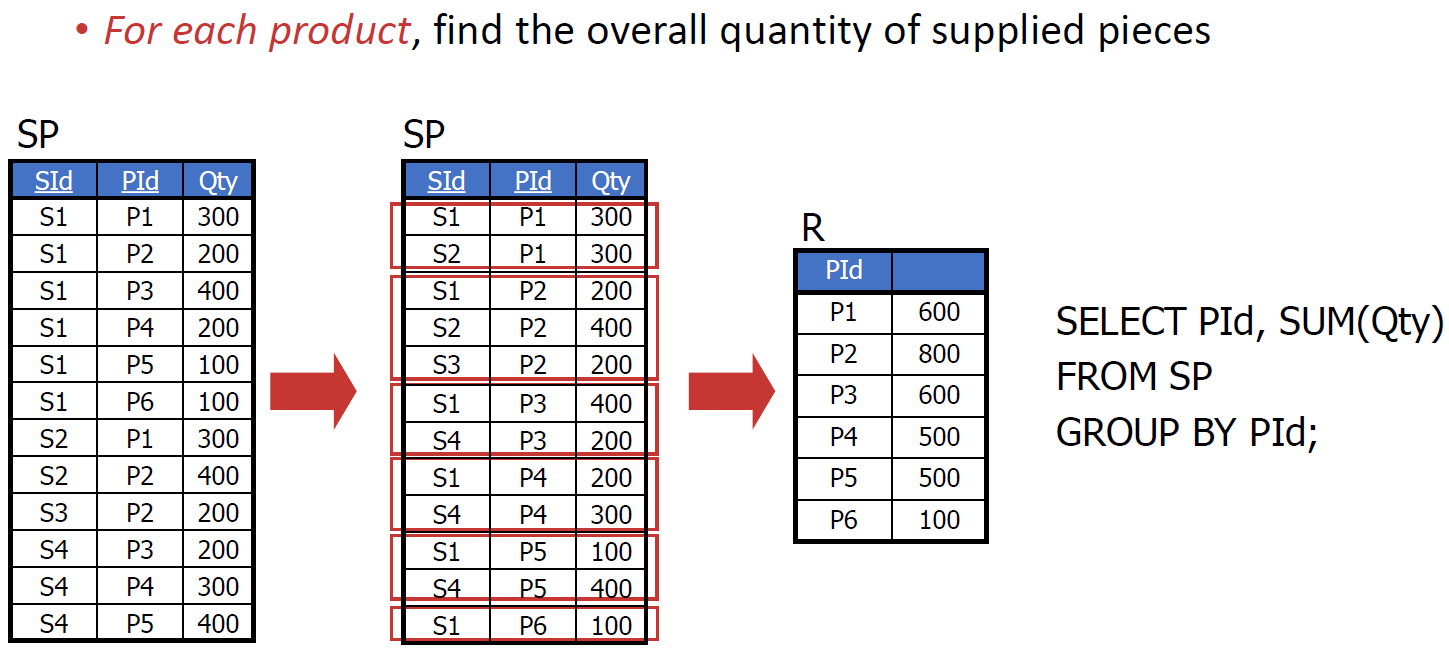 • For each product, find the overall quantity of supplied pieces
SP
SId PId Qty
S1 P1 300
S1 P2 200
S1 P3 400
S1 P4 200
S1 P5 100
S1 P6 100
S2 P1 300
S2 P2 400
S3 P2 200
S4 P3 200
S4 P4 300
S4 P5 400
SP
SId PId Qty
S1 P1 300
S2 P1 300
S1 P2 200
S2 P2 400
S3 P2 200
S1 P3 400
S4 P3 200
S1 P4 200
S4 P4 300
S1 P5 100
S4 P5 400
S1 P6 100
R
PId
P1 600
P2 800
P3 600
P4 500
P5 500
P6 100
SELECT PId, SUM(Qty)
FROM SP
GROUP BY PId;